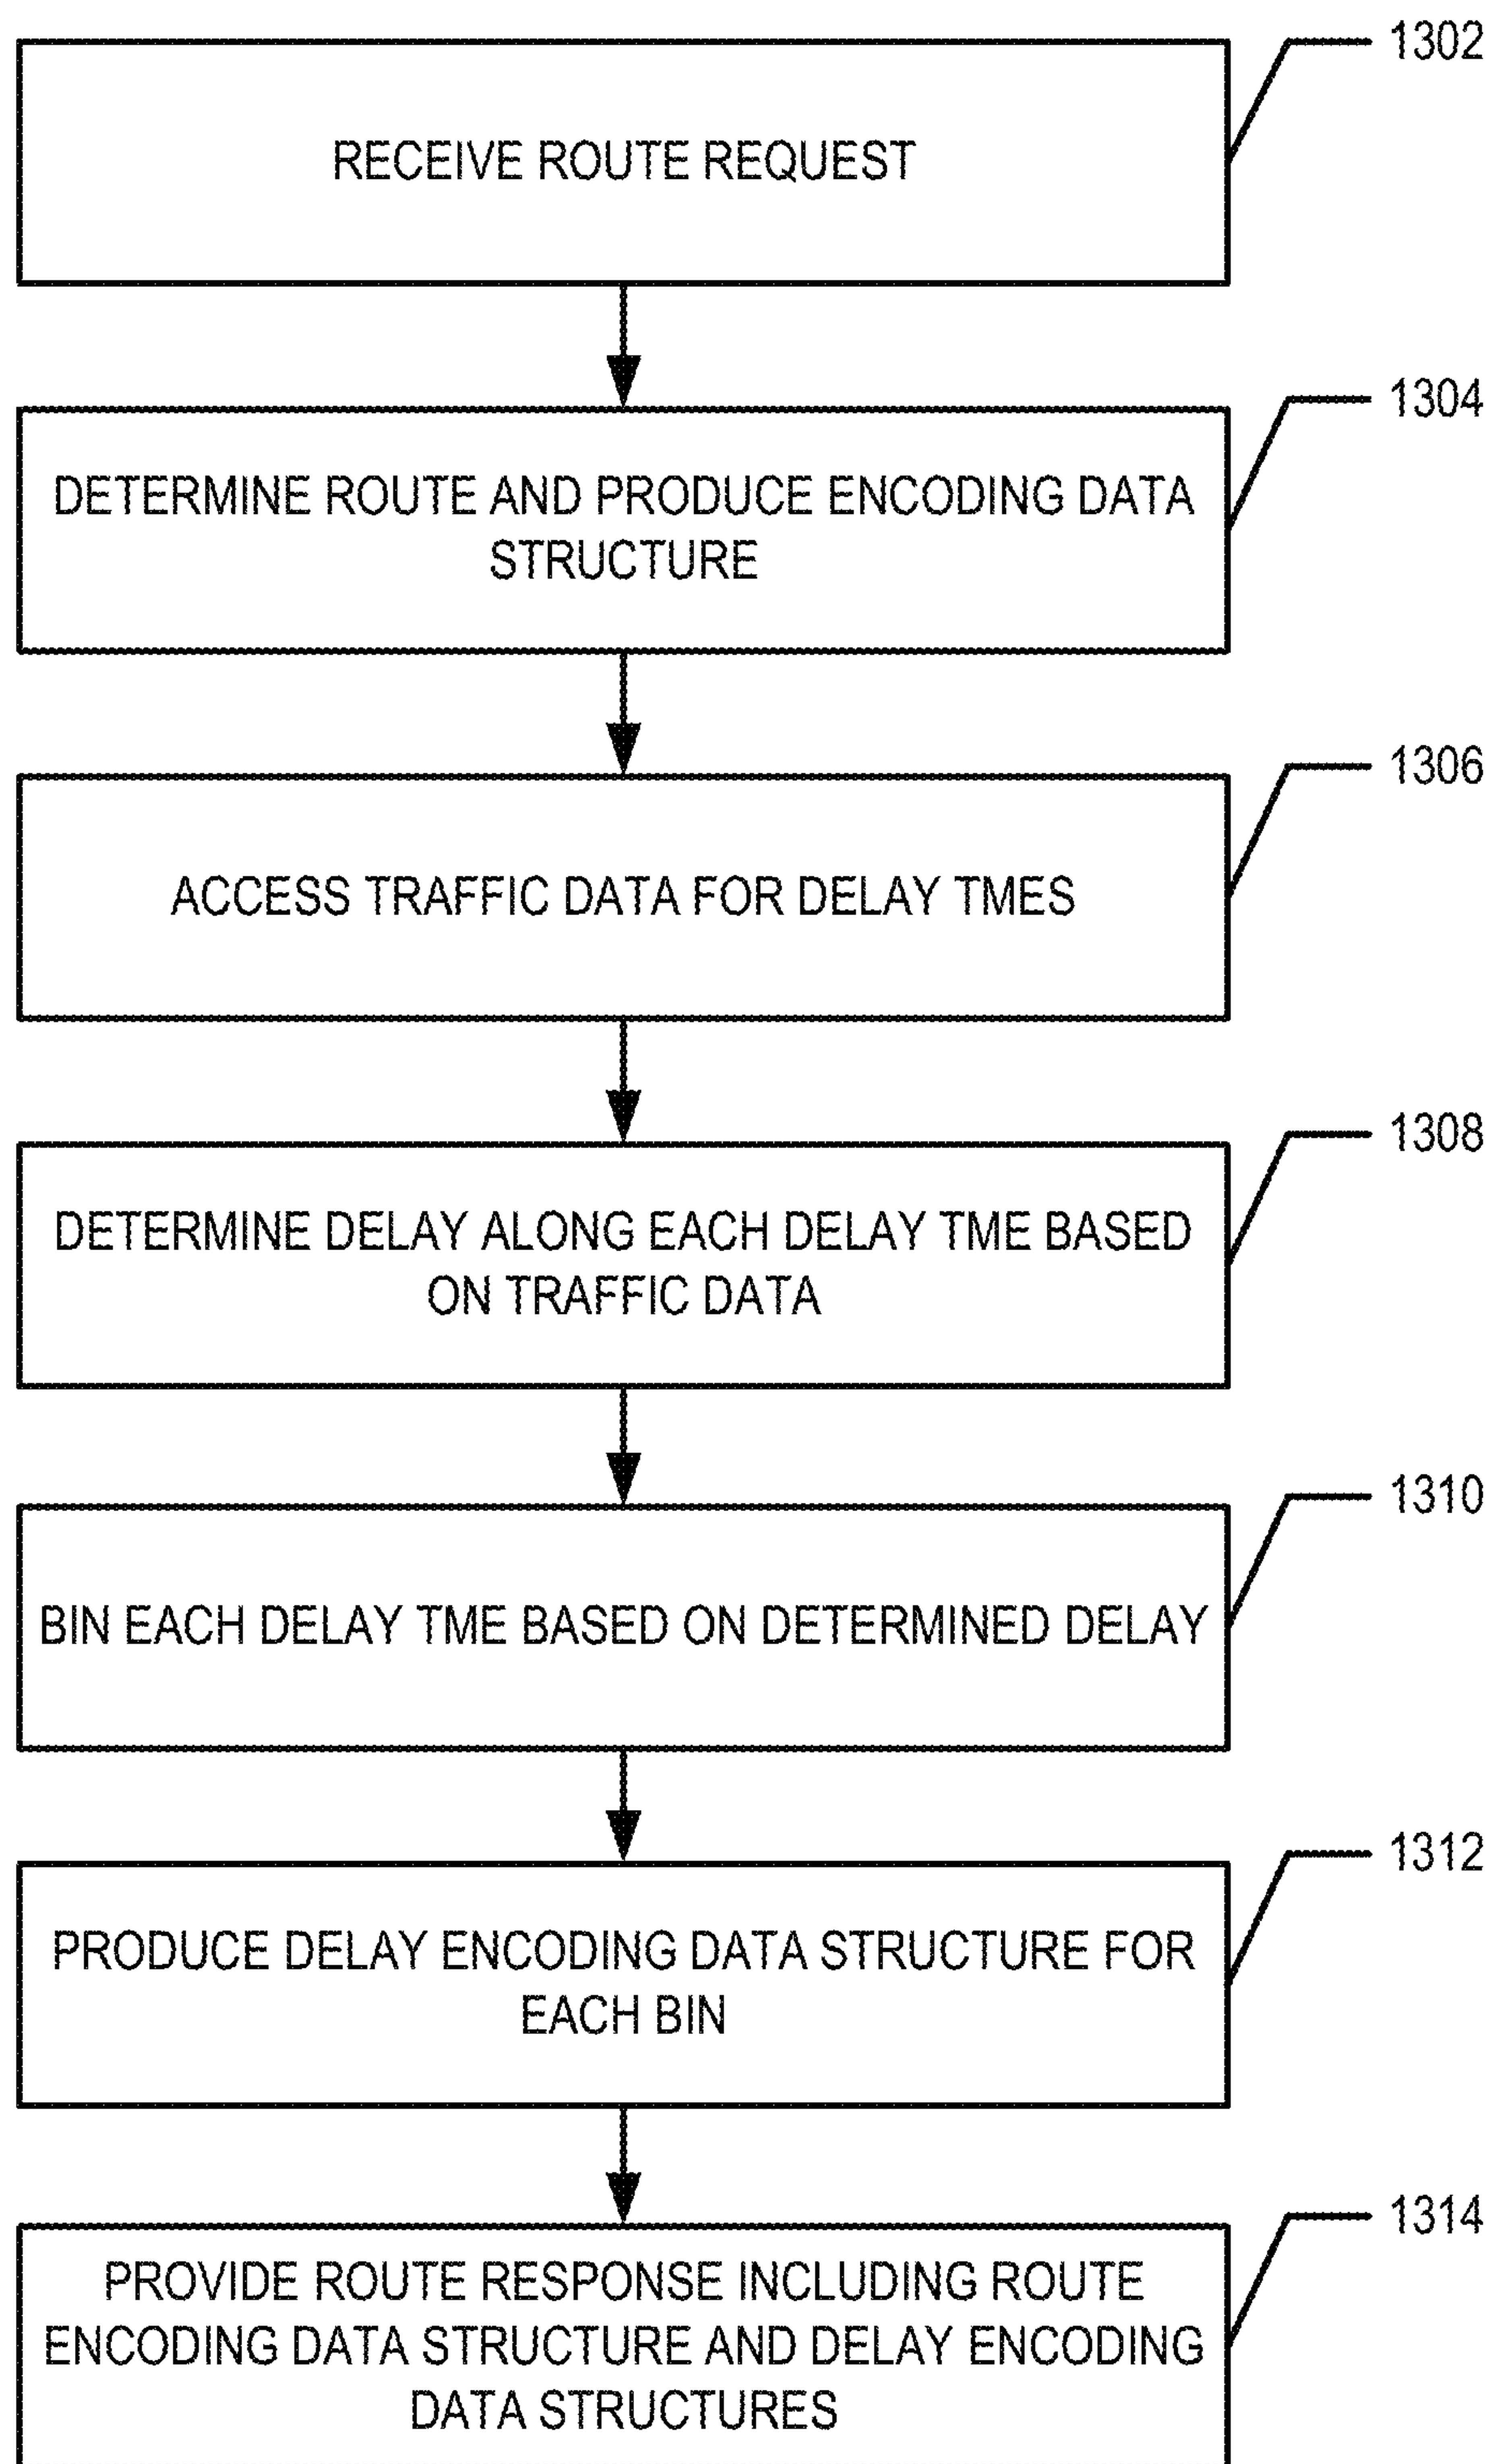 1302
RECEIVE ROUTE REQUEST
1304
DETERMINE ROUTE AND PRODUCE ENCODING DATA
STRUCTURE
1306
ACCESS TRAFFIC DATA FOR DELAY TMES
1308
DETERMINE DELAY ALONG EACH DELAY TME BASED
ON TRAFFIC DATA
1310
BIN EACH DELAY TME BASED ON DETERMINED DELAY
1312
PRODUCE DELAY ENCODING DATA STRUCTURE FOR
EACH BIN
1314
PROVIDE ROUTE RESPONSE INCLUDING ROUTE
ENCODING DATA STRUCTURE AND DELAY ENCODING
DATA STRUCTURES